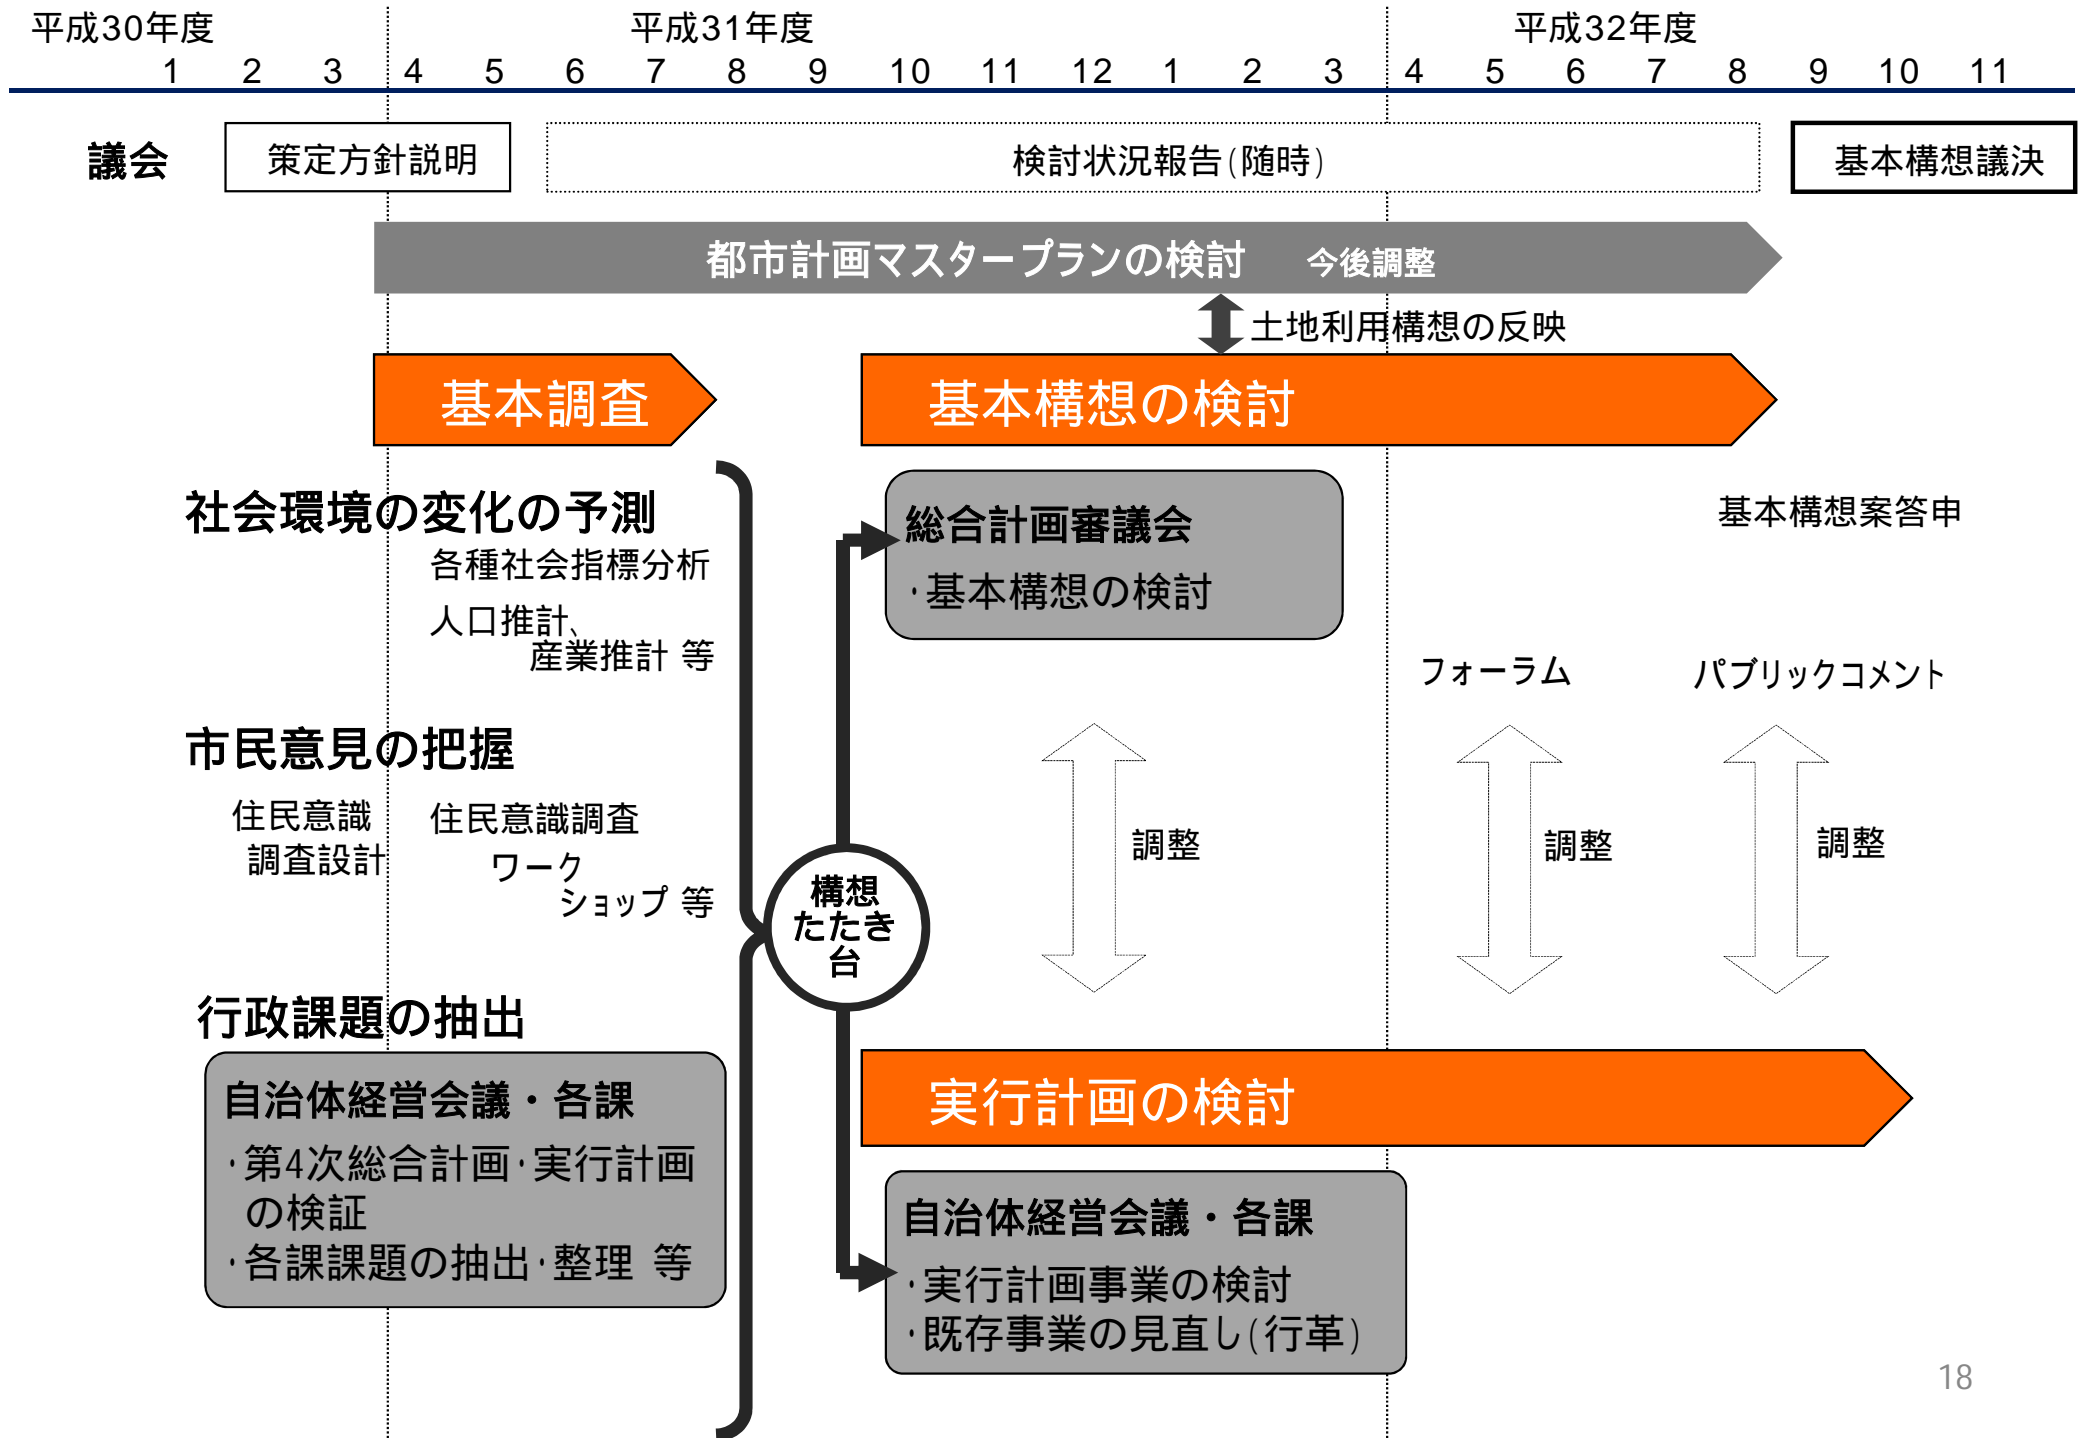 平成30年度 平成31年度 平成32年度
1 2 3 4 5 6 7 8 9 10 11 12 1 2 3 4 5 6 7 8 9 10 11
議会
策定方針説明
検討状況報告(随時)
基本構想議決
都市計画マスタープランの検討 今後調整
土地利用構想の反映
基本調査
基本構想の検討
社会環境の変化の予測
各種社会指標分析
人口推計、
産業推計 等
市民意見の把握
住民意識
調査設計
住民意識調査
ワーク
ショップ 等
行政課題の抽出
自治体経営会議・各課
・第4次総合計画・実行計画
の検証
・各課課題の抽出・整理 等
構想
たたき
台
総合計画審議会
・基本構想の検討
基本構想案答申
フォーラム
パブリックコメント
調整
調整
調整
実行計画の検討
自治体経営会議・各課
・実行計画事業の検討
・既存事業の見直し(行革)
18